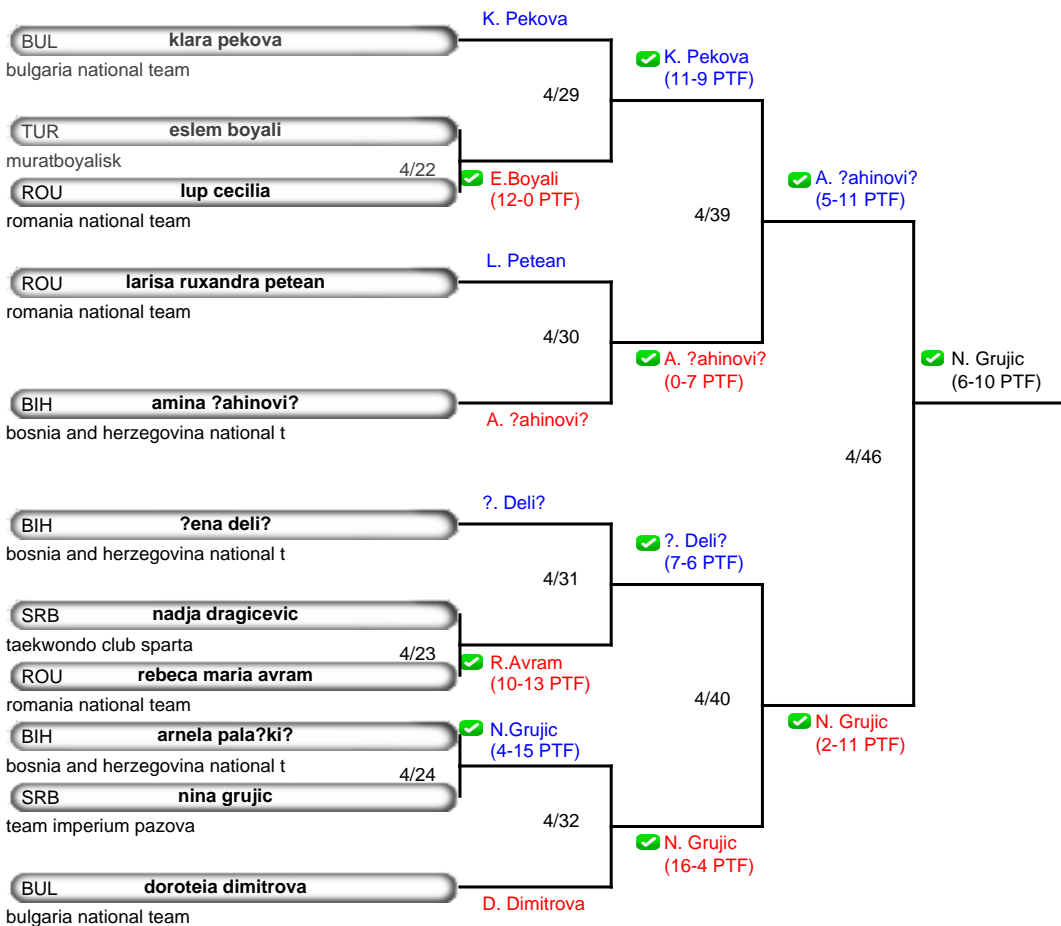 K. Pekova
BUL klara pekova
bulgaria national team
K. Pekova
(11-9 PTF)
4/29
TUR eslem boyali
muratboyalisk
4/22
E.Boyali
(12-0 PTF)
ROU lup cecilia
romania national team
A. ?ahinovi?
(5-11 PTF)
4/39
L. Petean
ROU larisa ruxandra petean
romania national team
4/30
A. ?ahinovi?
(0-7 PTF)
N. Grujic
(6-10 PTF)
BIH amina ?ahinovi?
A. ?ahinovi?
bosnia and herzegovina national t
4/46
?. Deli?
BIH ?ena deli?
bosnia and herzegovina national t
?. Deli?
(7-6 PTF)
4/31
SRB nadja dragicevic
taekwondo club sparta
4/23
R.Avram
(10-13 PTF)
ROU rebeca maria avram
romania national team
4/40
N. Grujic
(2-11 PTF)
BIH arnela pala?ki?
N.Grujic
(4-15 PTF)
bosnia and herzegovina national t
4/24
SRB nina grujic
team imperium pazova
4/32
N. Grujic
(16-4 PTF)
BUL doroteia dimitrova
D. Dimitrova
bulgaria national team